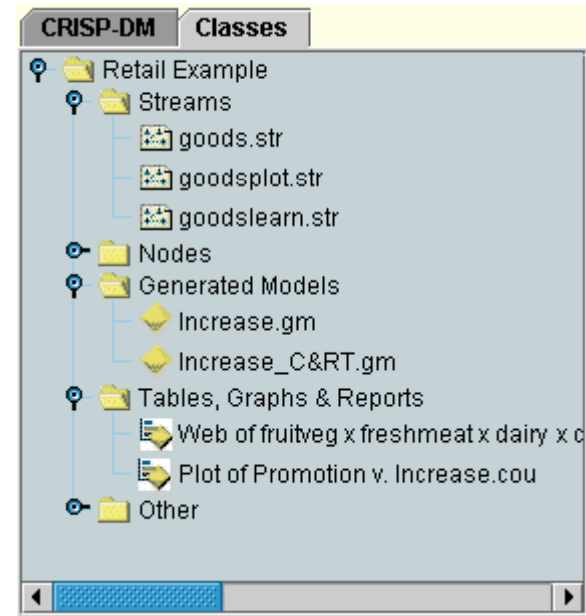 CRISP-DM Classes
Retail Example
Streams
goods.str
goodsplot.str
goodslearn.str
Nodes
Generated Models
Increase.gm
Increase_C&RT.gm
Tables, Graphs & Reports
Web of fruitveg x freshmeat x dairy x c
Plot of Promotion v. Increase.cou
Other